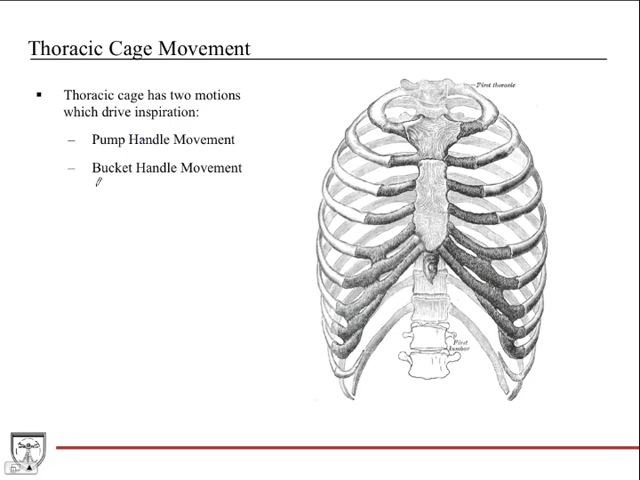 Thoracic Cage Movement
▪ Thoracic cage has two motions
which drive inspiration:
– Pump Handle Movement
– Bucket Handle Movement
First thoracic
First
lumbar